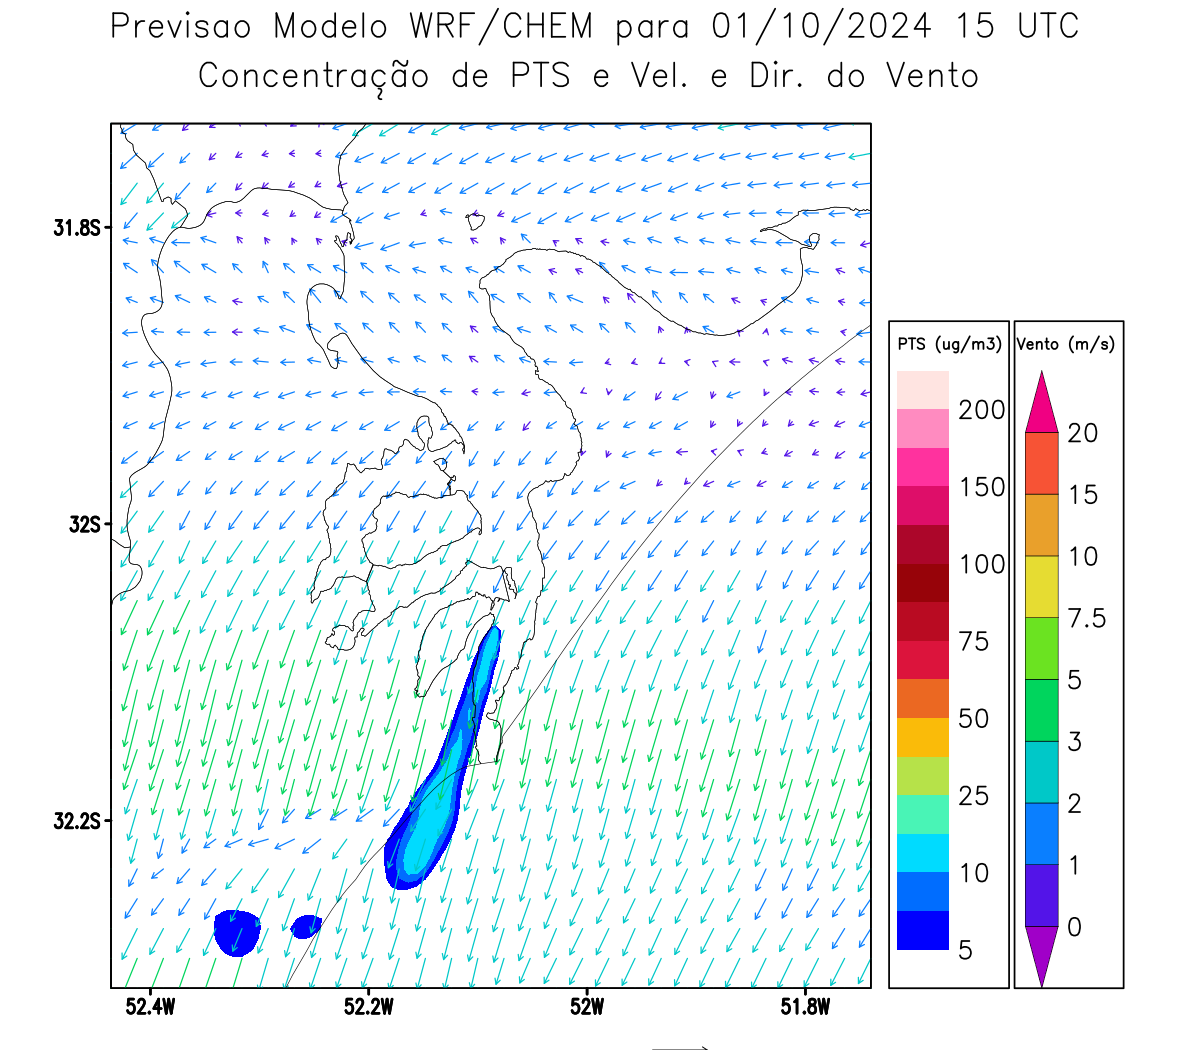 Previsao Modelo WRF/CHEM para 01/10/2024 15 UTC
Concentração de PTS e Vel. e Dir. do Vento
31.8S
32S
32.2S
52.4W 52.2W 52W 51.8W
PTS (ug/m3)
200
150
100
75
50
25
10
5
Vento (m/s)
20
15
10
7.5
5
3
2
1
0